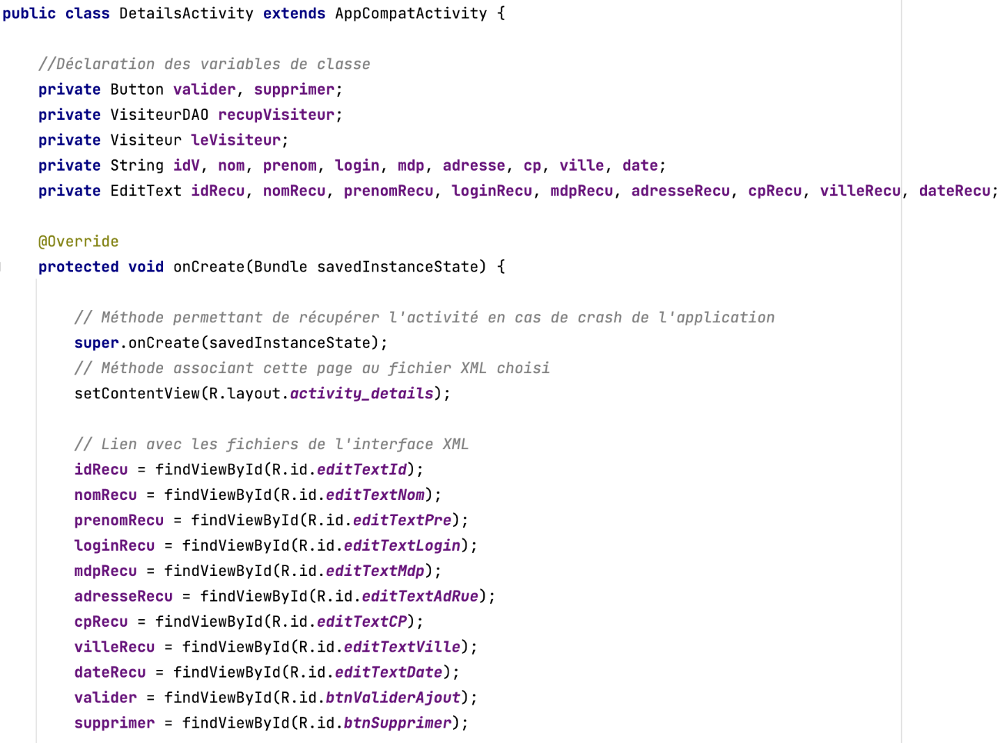 public class DetailsActivity extends AppCompatActivity {
//Déclaration des variables de classe
private Button valider, supprimer;
private VisiteurDAO recupVisiteur;
private Visiteur leVisiteur;
private String idV, nom, prenom, login, mdp, adresse, cp, ville, date;
private EditText idRecu, nomRecu, prenomRecu, loginRecu, mdpRecu, adresseRecu, cpRecu, villeRecu, dateRecu;
@Override
protected void onCreate(Bundle savedInstanceState) {
// Méthode permettant de récupérer l'activité en cas de crash de l'application
super.onCreate(savedInstanceState);
// Méthode associant cette page au fichier XML choisi
setContentView(R.layout.activity_details);
// Lien avec les fichiers de l'interface XML
idRecu = findViewById(R.id.editTextId);
nomRecu = findViewById(R.id.editTextNom);
prenomRecu = findViewById(R.id.editTextPre);
loginRecu = findViewById(R.id.editTextLogin);
mdpRecu = findViewById(R.id.editTextMdp);
adresseRecu = findViewById(R.id.editTextAdRue);
cpRecu = findViewById(R.id.editTextCP);
villeRecu = findViewById(R.id.editTextVille);
dateRecu = findViewById(R.id.editTextDate);
valider = findViewById(R.id.btnValiderAjout);
supprimer = findViewById(R.id.btnSupprimer);